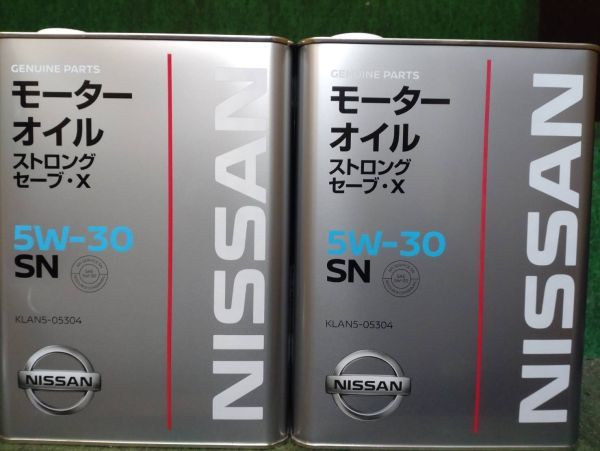 GENUINE PARTS
モーター
オイル
ストロング
セーブ・X
5W-30
SN
KLAN5-05304
NISSAN
NISSAN
GENUINE PARTS
モーター
オイル
ストロング
セーブ・X
5W-30
SN
KLAN5-05304
NISSAN
NISSAN